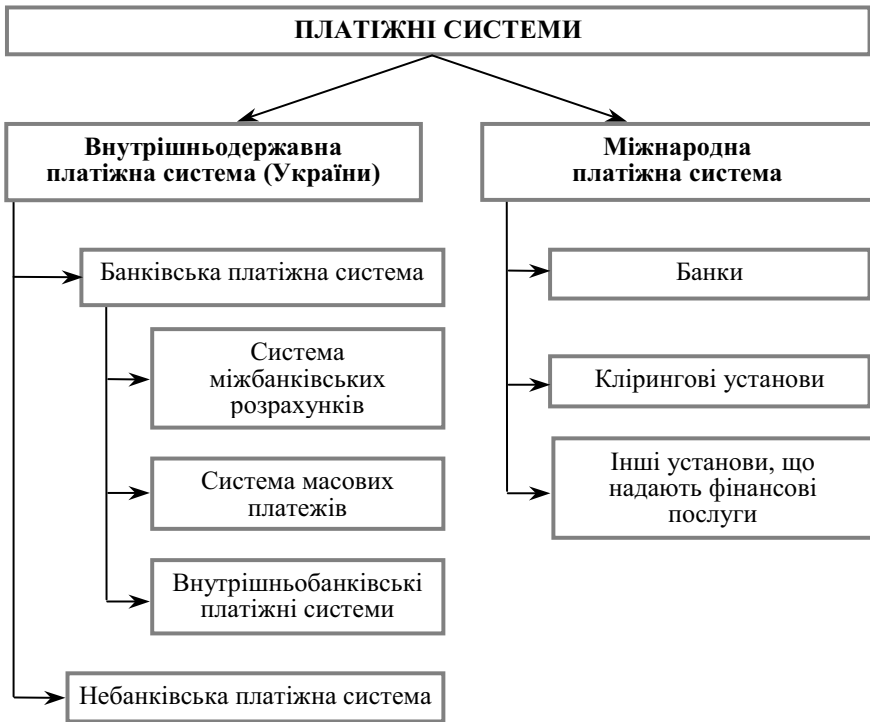 ПЛАТІЖНІ СИСТЕМИ
Внутрішньодержавна
платіжна система (України)
Банківська платіжна система
Система
міжбанківських
розрахунків
Система масових
платежів
Внутрішньобанківські
платіжні системи
Небанківська платіжна система
Міжнародна
платіжна система
Банки
Клірингові установи
Інші установи, що
надають фінансові
послуги